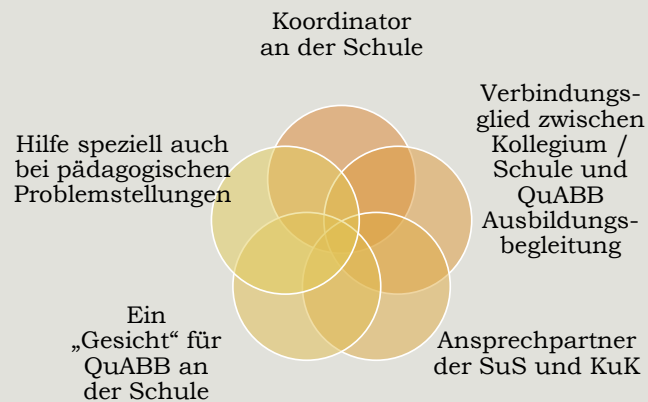 Koordinator
an der Schule
Verbindungs-
glied zwischen
Kollegium /
Schule und
QuABB
Ausbildungs-
begleitung
Ansprechpartner
der SuS und KuK
Ein
„Gesicht“ für
QuABB an
der Schule
Hilfe speziell auch
bei pädagogischen
Problemstellungen